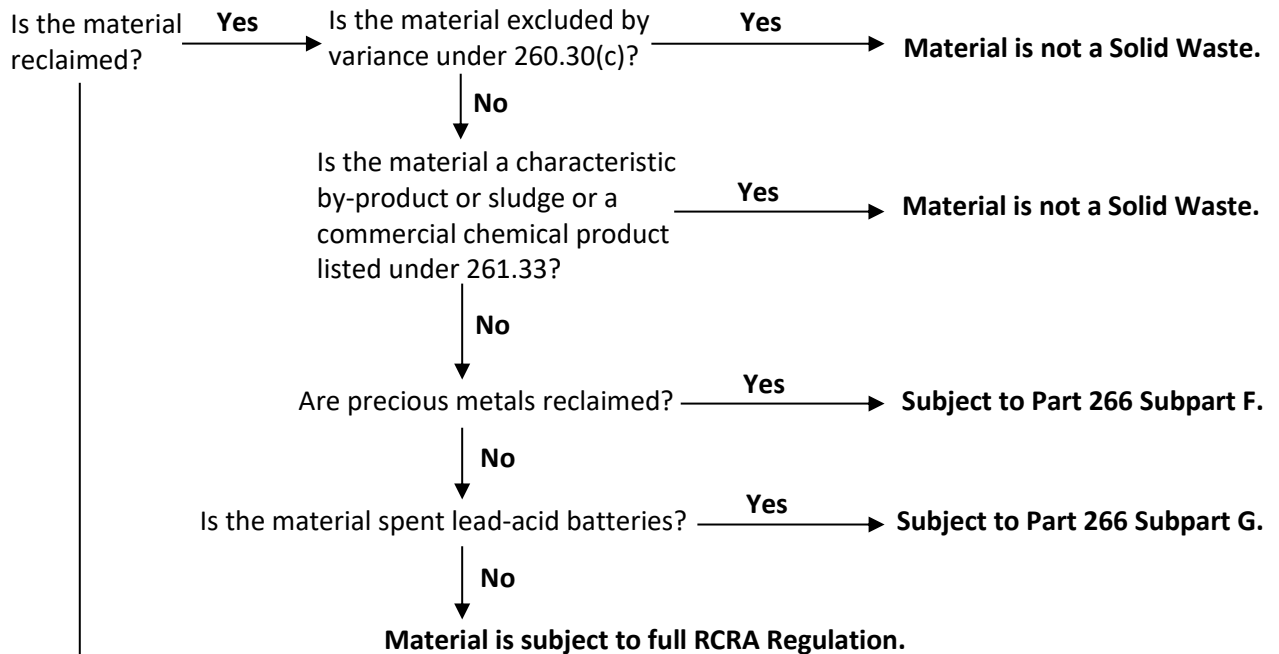 Is the material
reclaimed?
Yes
Is the material excluded by
variance under 260.30(c)?
Yes
Material is not a Solid Waste.
No
Is the material a characteristic
by-product or sludge or a
commercial chemical product
listed under 261.33?
Yes
Material is not a Solid Waste.
No
Are precious metals reclaimed?
Yes
Subject to Part 266 Subpart F.
No
Is the material spent lead-acid batteries?
Yes
Subject to Part 266 Subpart G.
No
Material is subject to full RCRA Regulation.